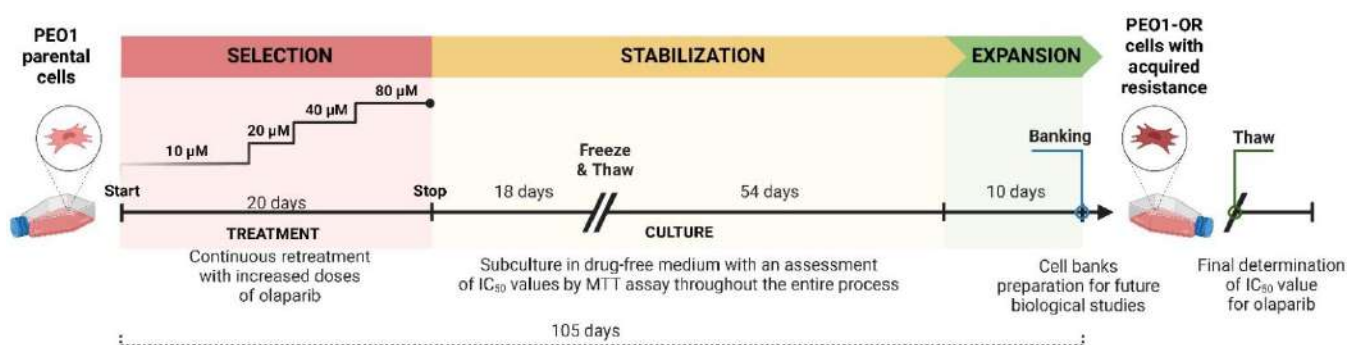 PEO1
parental
cells
SELECTION
STABILIZATION
EXPANSION
PEO1-OR
cells with
acquired
resistance
10 µM
20 µM
40 µM
80 µM
Start
Stop
20 days
18 days
Freeze
& Thaw
54 days
10 days
Banking
Thaw
TREATMENT
Continuous retreatment
with increased doses
of olaparib
CULTURE
Subculture in drug-free medium with an assessment
of IC50 values by MTT assay throughout the entire process
Cell banks
preparation for future
biological studies
Final determination
of IC50 value
for olaparib
105 days